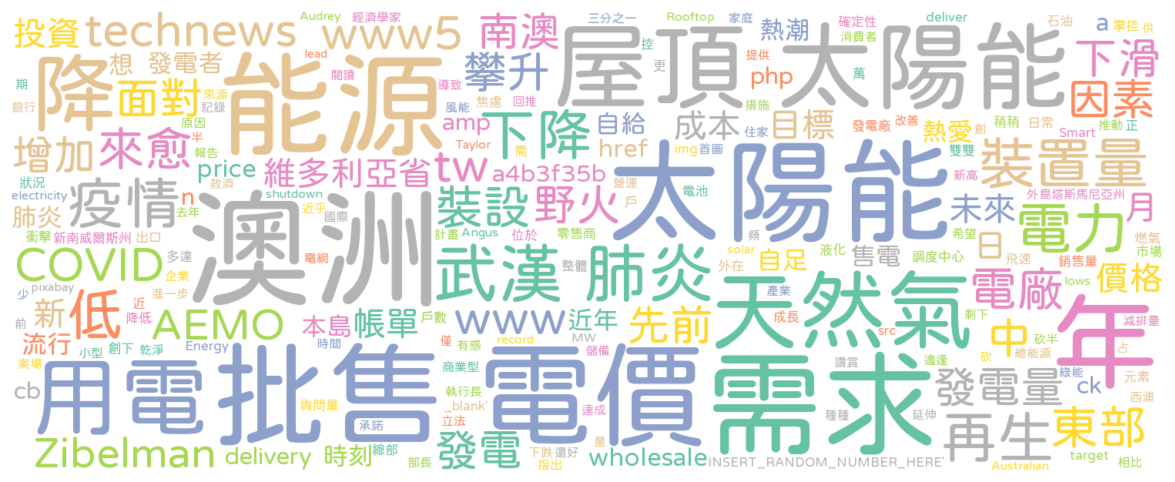 投資 technews www5 南澳 屋頂 太陽能 下滑
Audrey 經濟學家 三分之一 Rooftop 家庭 熱潮 確定性 消費者 deliver 石油 a 掌控 供
降 能源 想 發電者 閱讀 lead 導致 攀升 控 更 提供 php 萬 因素
期 面對 來源 銀行 記錄 風能 焦慮 回推 措施
增加 來愈 原因 半 報告 amp Taylor 下降 自給 成本 目標 住家 發電廠 改善 熱愛 創 稍稍 日常 Smart 推動 正
price 維多利亞省 tw 需 a4b3f35b href img 首圖 裝置量
狀況 electricity 疫情 救濟 n shutdown 裝設 野火 營運 戶 電池 太陽能 雙雙 新高 未來 外島塔斯馬尼亞州 月
肺炎 去年 近乎 國際 澳洲 計畫 Angus 位於 零售商 日 希望 電力 燃氣 市場
衝擊 新南威爾斯州 出口 電網 武漢 肺炎 整體 solar 外在 液化 售電 自足 調度中心 飛速 銷售量
COVID 多達 企業 產業 天然氣 lows 電廠 價格
少 pixabay 進一步 新 低 近 降低 AEMO 本島 帳單 戶數 www 近年 先前 成長 src 剩下 中 減排量 年
前 流行 小型 創下 乾淨 Energy 時間 僅 有感 record MW 儲備 讚賞 適逢 砍 砍半 總能源 占
案場 cb 用電 批售 詢問量 商業型 電價 需求 發電量 綠能 ck 元素 西澳
執行長 _blank' 立法 達成 種種 延伸 再生 東部
Zibelman 承諾 總部 delivery 時刻 部長 發電 下跌 還好 指出 量 wholesale INSERT_RANDOM_NUMBER_HERE' Australian target 相比